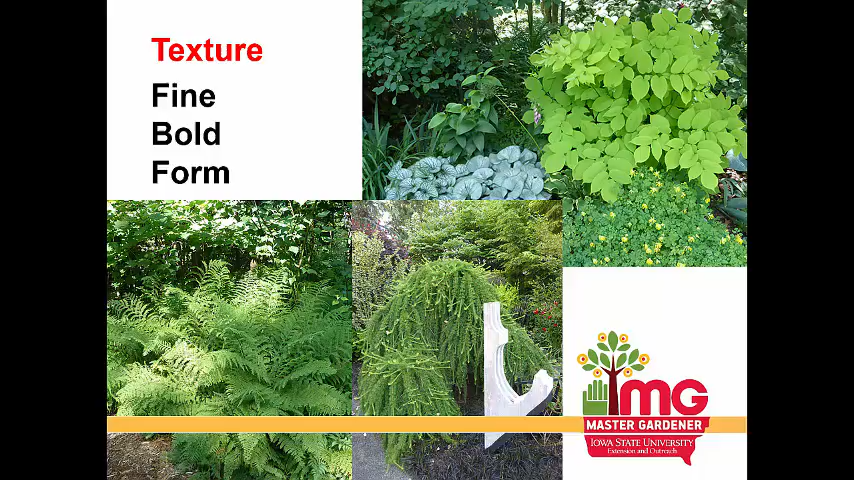 Texture
Fine
Bold
Form
MG
MASTER GARDENER
IOWA STATE UNIVERSITY
Extension and Outreach